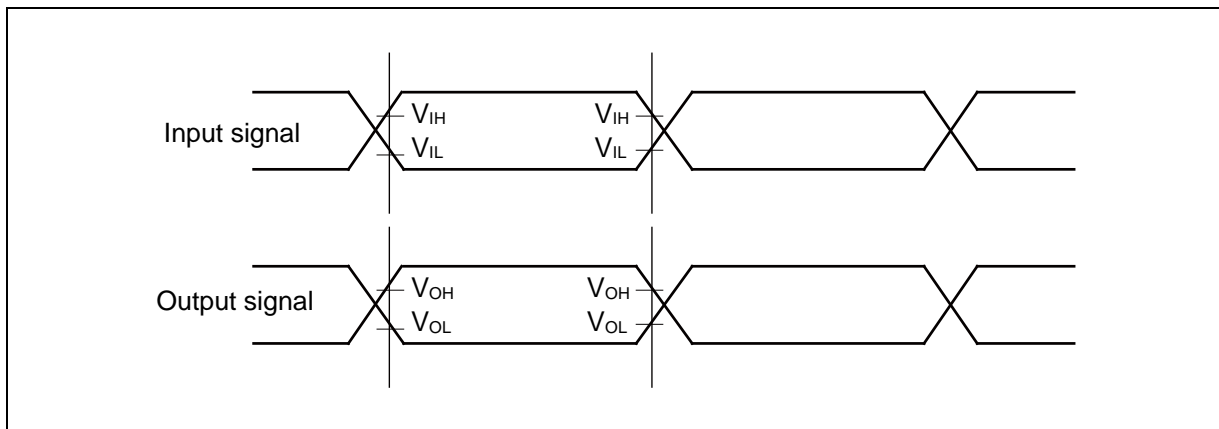 Input signal
VIH
VIH
VIL
VIL
Output signal
VOH
VOH
VOL
VOL